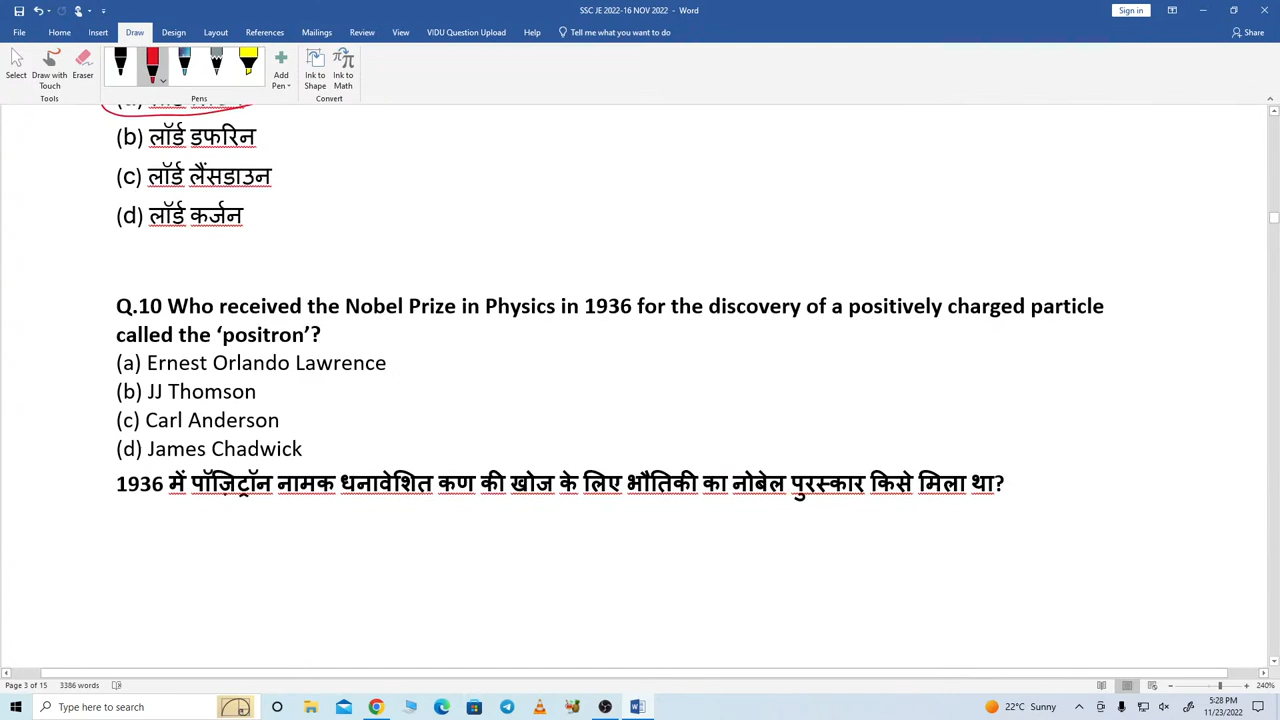 SSC JE 2022-16 NOV 2022 - Word
Sign in
File Home Insert Draw Design Layout References Mailings Review View VIDU Question Upload Help Tell me what you want to do Share
Select Draw with Touch Eraser Add Pen Ink to Shape Ink to Math
Tools Pens Convert
(b) लॉर्ड डफरिन
(c) लॉर्ड लैंसडाउन
(d) लॉर्ड कर्जन
Q.10 Who received the Nobel Prize in Physics in 1936 for the discovery of a positively charged particle
called the ‘positron’?
(a) Ernest Orlando Lawrence
(b) JJ Thomson
(c) Carl Anderson
(d) James Chadwick
1936 में पॉज़िट्रॉन नामक धनावेशित कण की खोज के लिए भौतिकी का नोबेल पुरस्कार किसे मिला था?
Page 3 of 15 3386 words 240%
Type here to search 22°C Sunny 5:28 PM
11/23/2022